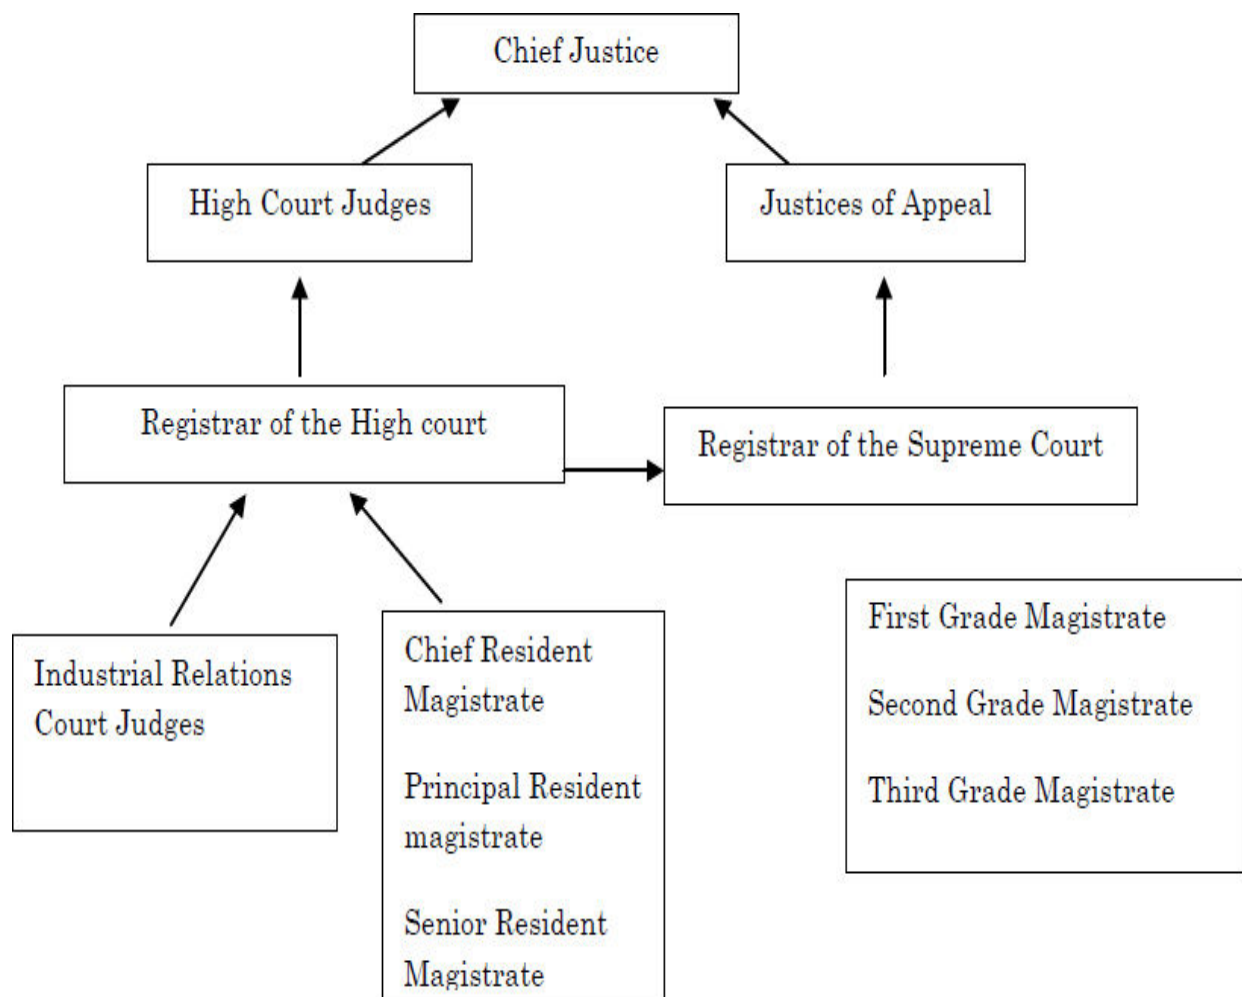 Chief Justice
High Court Judges
Justices of Appeal
Registrar of the High court
Registrar of the Supreme Court
Industrial Relations
Court Judges
Chief Resident
Magistrate
Principal Resident
magistrate
Senior Resident
Magistrate
First Grade Magistrate
Second Grade Magistrate
Third Grade Magistrate